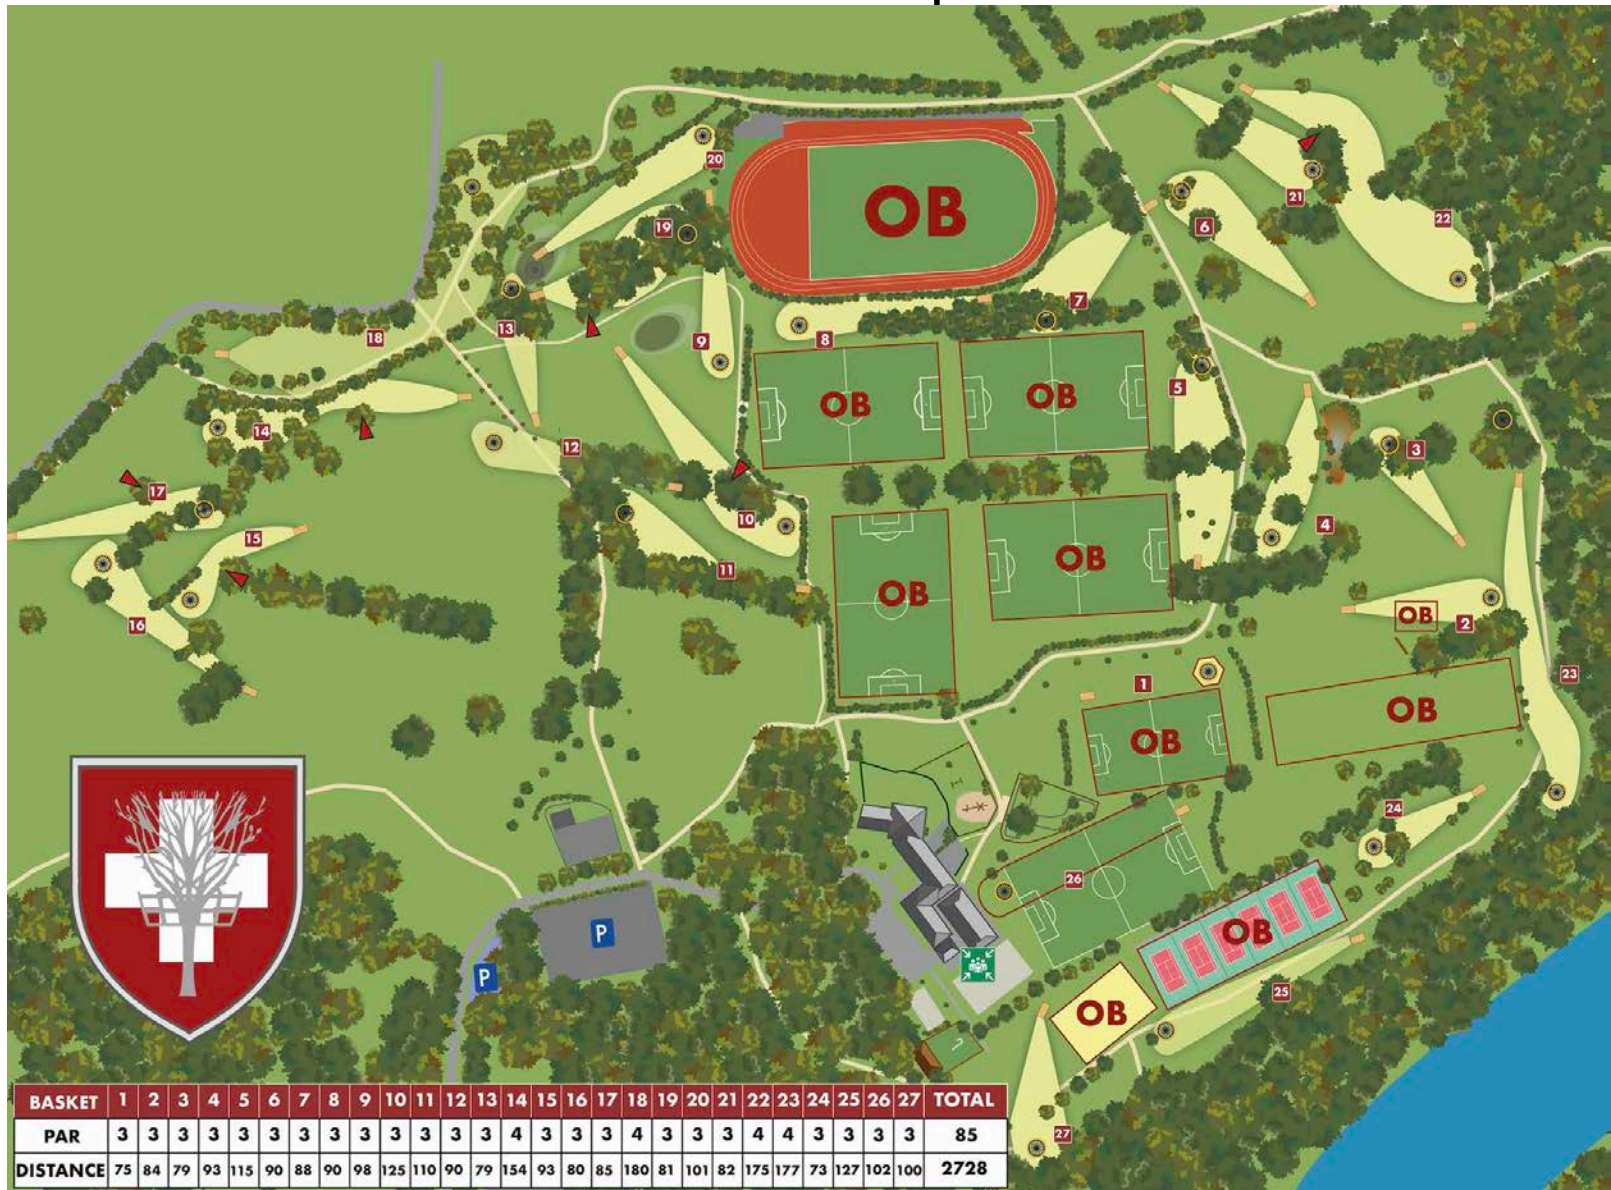 20
OB
21
22
19
6
7
18
13
9
8
5
OB
OB
14
12
3
17
10
4
15
11
OB
OB
16
OB
2
1
23
OB
OB
24
26
P
OB
P
25
OB
27
BASKET 1 2 3 4 5 6 7 8 9 10 11 12 13 14 15 16 17 18 19 20 21 22 23 24 25 26 27 TOTAL
PAR 3 3 3 3 3 3 3 3 3 3 3 3 3 4 3 3 3 4 3 3 3 4 4 3 3 3 3 85
DISTANCE 75 84 79 93 115 90 88 90 98 125 110 90 79 154 93 80 85 180 81 101 82 175 177 73 127 102 100 2728